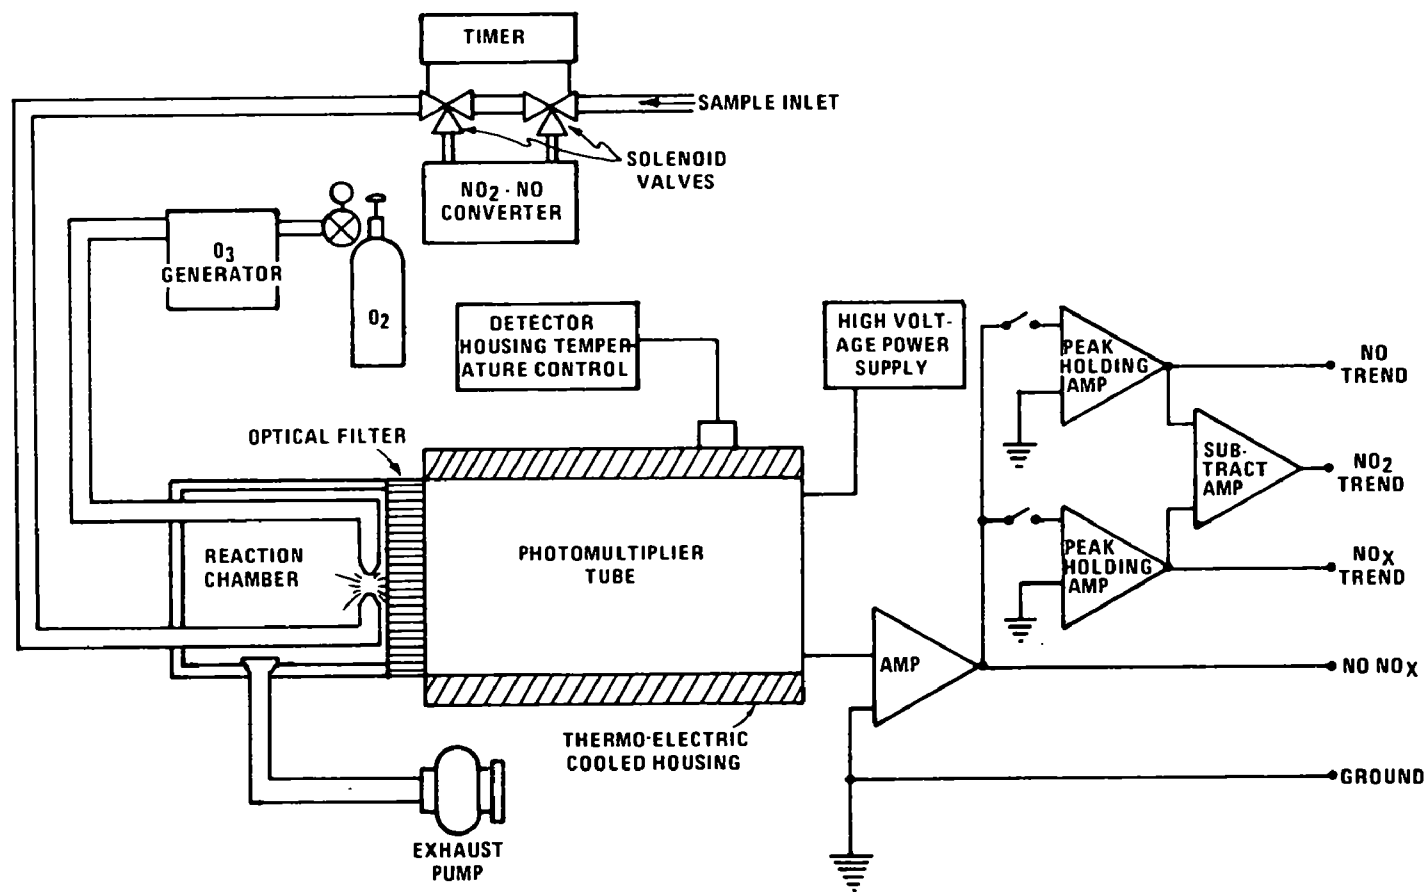 TIMER
SAMPLE INLET
SOLENOID
VALVES
NO2 - NO
CONVERTER
O3
GENERATOR
O2
DETECTOR
HOUSING TEMPER
ATURE CONTROL
HIGH VOLT-
AGE POWER
SUPPLY
PEAK
HOLDING
AMP
NO
TREND
OPTICAL FILTER
SUB-
TRACT
AMP
NO2
TREND
REACTION
CHAMBER
PHOTOMULTIPLIER
TUBE
PEAK
HOLDING
AMP
NOX
TREND
AMP
NO NOX
THERMO-ELECTRIC
COOLED HOUSING
GROUND
EXHAUST
PUMP